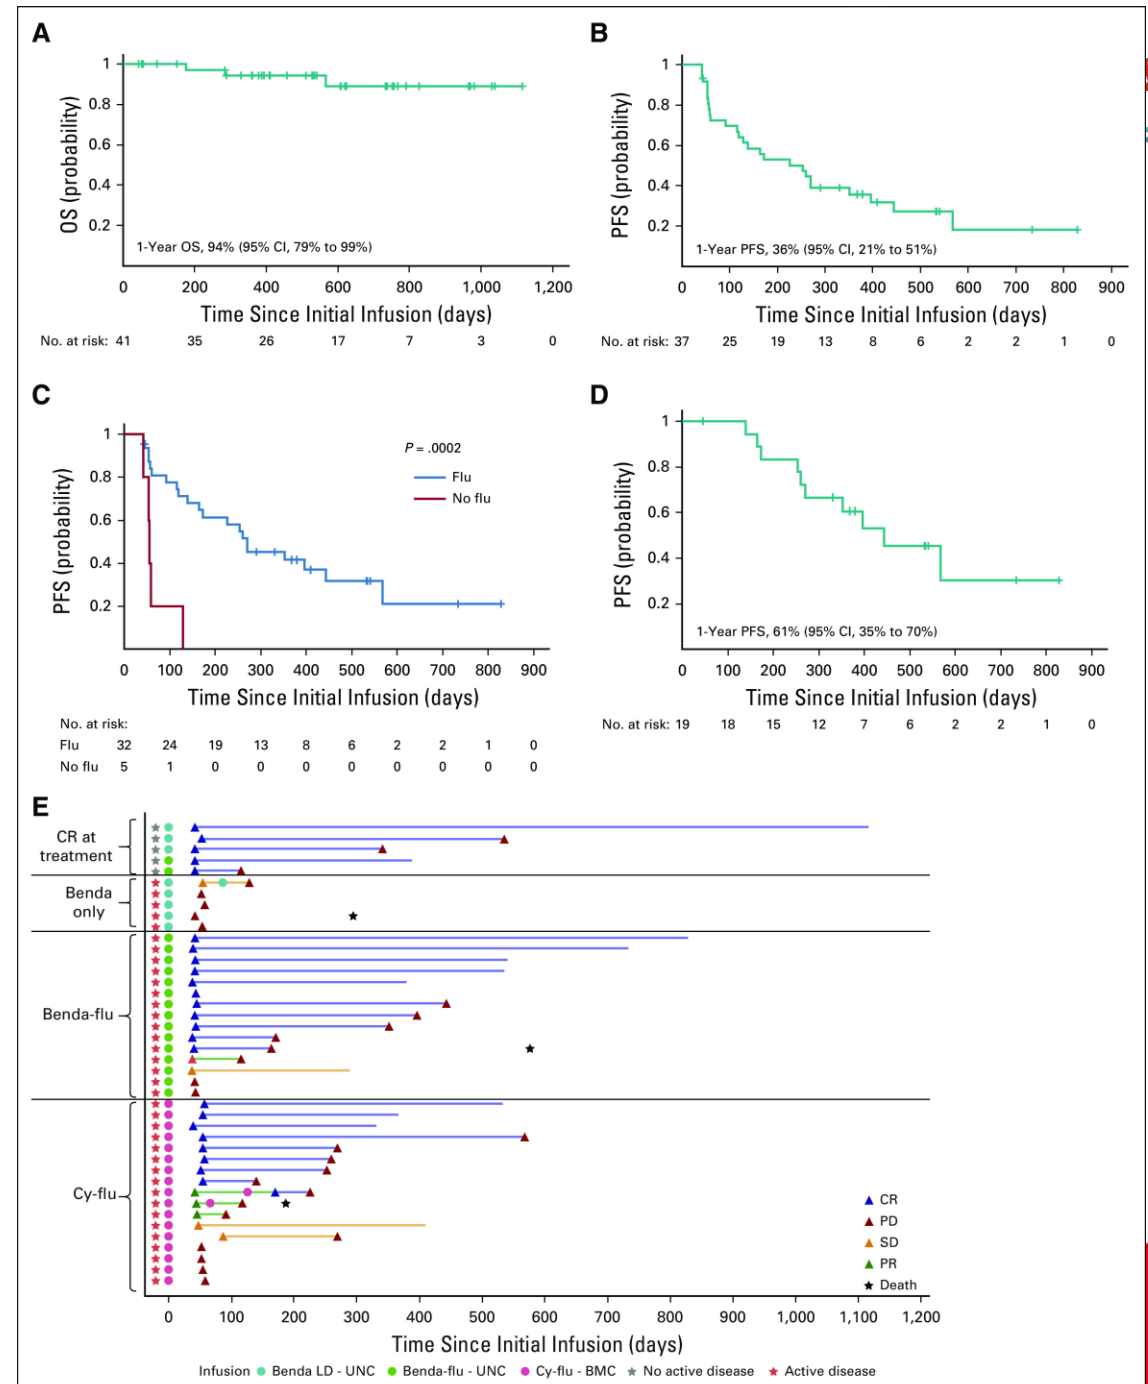 A
1
0.8
0.6
0.4
0.2
OS (probability)
1-Year OS, 94% (95% CI, 79% to 99%)
0 200 400 600 800 1,000 1,200
Time Since Initial Infusion (days)
No. at risk: 41 35 26 17 7 3 0
B
1
0.8
0.6
0.4
0.2
PFS (probability)
1-Year PFS, 36% (95% CI, 21% to 51%)
0 100 200 300 400 500 600 700 800 900
Time Since Initial Infusion (days)
No. at risk: 37 25 19 13 8 6 2 2 1 0
C
1
0.8
0.6
0.4
0.2
PFS (probability)
P = .0002
Flu
No flu
0 100 200 300 400 500 600 700 800 900
Time Since Initial Infusion (days)
No. at risk:
Flu 32 24 19 13 8 6 2 2 1 0
No flu 5 1 0 0 0 0 0 0 0 0
D
1
0.8
0.6
0.4
0.2
PFS (probability)
1-Year PFS, 61% (95% CI, 35% to 70%)
0 100 200 300 400 500 600 700 800 900
Time Since Initial Infusion (days)
No. at risk: 19 18 15 12 7 6 2 2 1 0
E
CR at
treatment
Benda
only
Benda-flu
Cy-flu
CR
PD
SD
PR
Death
0 100 200 300 400 500 600 700 800 900 1,000 1,100 1,200
Time Since Initial Infusion (days)
Infusion Benda LD - UNC Benda-flu - UNC Cy-flu - BMC No active disease Active disease